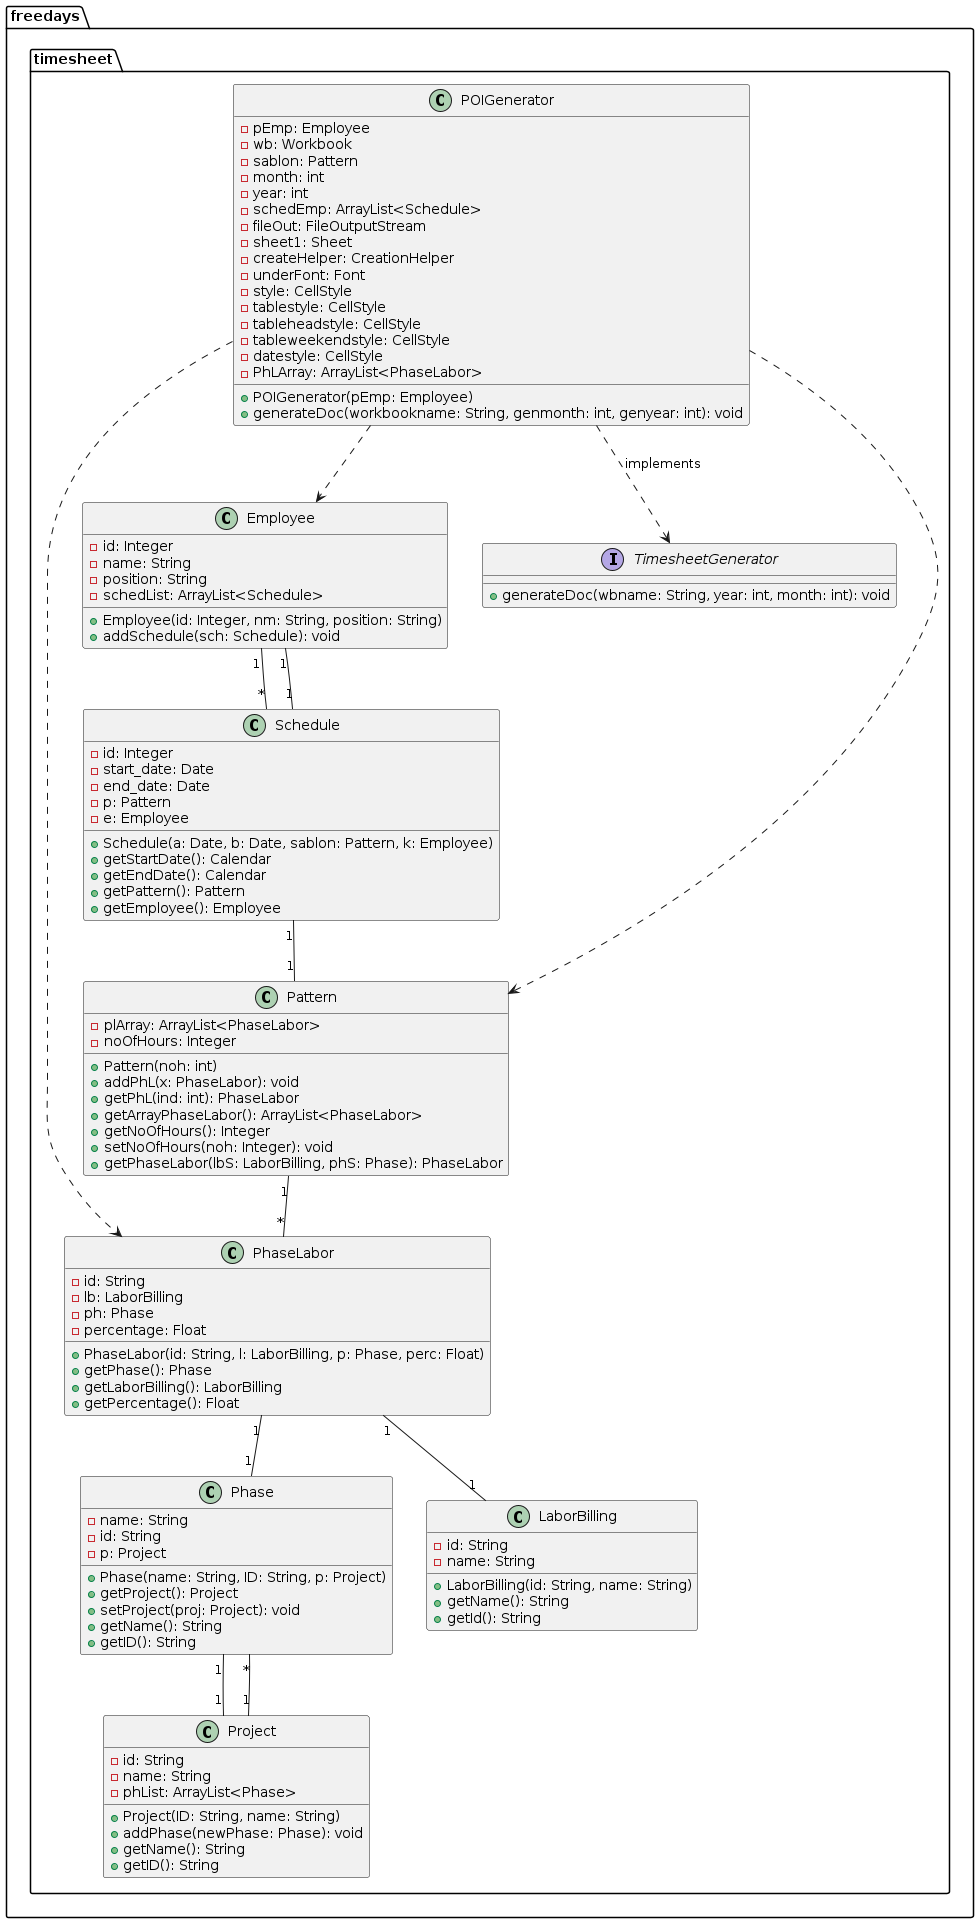 freedays
timesheet
C POIGenerator
pEmp: Employee
wb: Workbook
sablon: Pattern
month: int
year: int
schedEmp: ArrayList<Schedule>
fileOut: FileOutputStream
sheet1: Sheet
createHelper: CreationHelper
underFont: Font
style: CellStyle
tablestyle: CellStyle
tableheadstyle: CellStyle
tableweekendstyle: CellStyle
datestyle: CellStyle
PhLArray: ArrayList<PhaseLabor>
POIGenerator(pEmp: Employee)
generateDoc(workbookname: String, genmonth: int, genyear: int): void
implements
C Employee
id: Integer
name: String
position: String
schedList: ArrayList<Schedule>
Employee(id: Integer, nm: String, position: String)
addSchedule(sch: Schedule): void
I TimesheetGenerator
generateDoc(wbname: String, year: int, month: int): void
1 1
* 1
C Schedule
id: Integer
start_date: Date
end_date: Date
p: Pattern
e: Employee
Schedule(a: Date, b: Date, sablon: Pattern, k: Employee)
getStartDate(): Calendar
getEndDate(): Calendar
getPattern(): Pattern
getEmployee(): Employee
1
1
C Pattern
plArray: ArrayList<PhaseLabor>
noOfHours: Integer
Pattern(noh: int)
addPhL(x: PhaseLabor): void
getPhL(ind: int): PhaseLabor
getArrayPhaseLabor(): ArrayList<PhaseLabor>
getNoOfHours(): Integer
setNoOfHours(noh: Integer): void
getPhaseLabor(lbS: LaborBilling, phS: Phase): PhaseLabor
1
*
C PhaseLabor
id: String
lb: LaborBilling
ph: Phase
percentage: Float
PhaseLabor(id: String, l: LaborBilling, p: Phase, perc: Float)
getPhase(): Phase
getLaborBilling(): LaborBilling
getPercentage(): Float
1 1
1 1
C Phase
name: String
id: String
p: Project
Phase(name: String, ID: String, p: Project)
getProject(): Project
setProject(proj: Project): void
getName(): String
getID(): String
C LaborBilling
id: String
name: String
LaborBilling(id: String, name: String)
getName(): String
getId(): String
1 *
1 1
C Project
id: String
name: String
phList: ArrayList<Phase>
Project(ID: String, name: String)
addPhase(newPhase: Phase): void
getName(): String
getID(): String